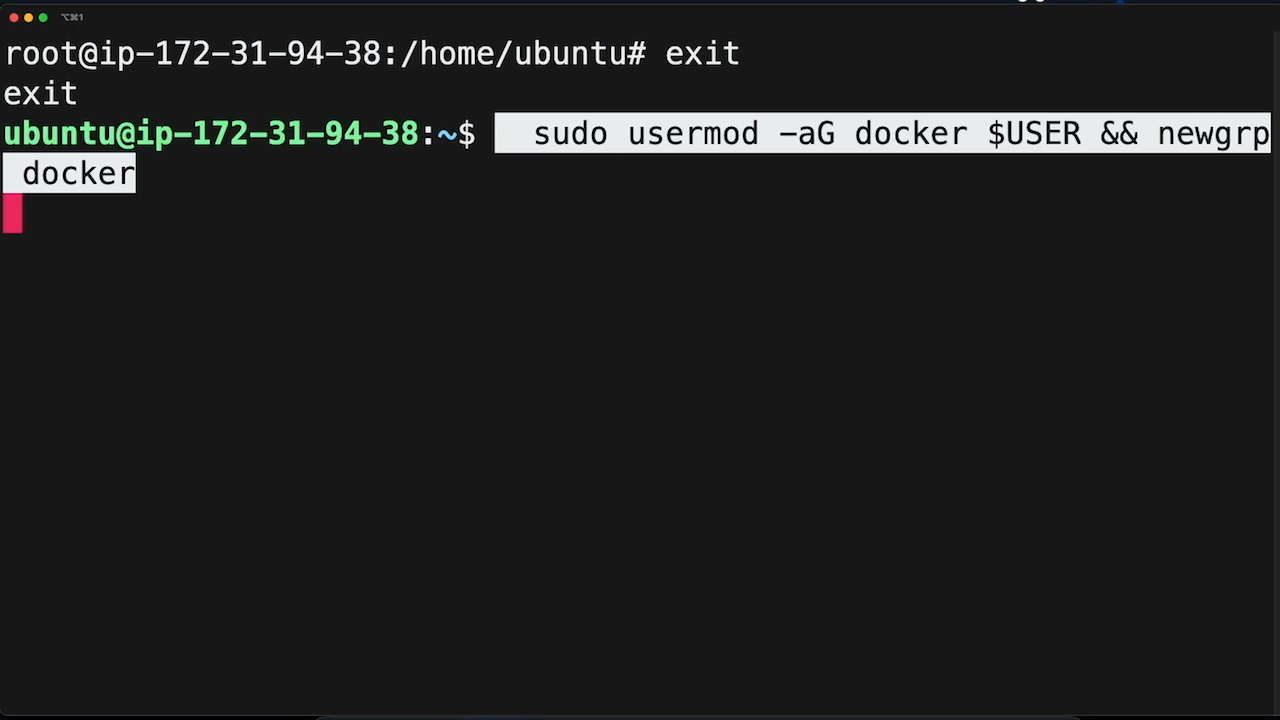 ⌥⌘1
root@ip-172-31-94-38:/home/ubuntu# exit
exit
ubuntu@ip-172-31-94-38:~$   sudo usermod -aG docker $USER && newgrp
 docker